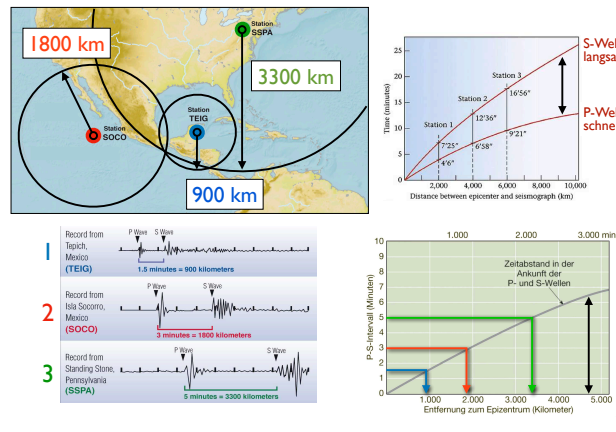 1800 km
Station
SSPA
3300 km
Station
TEIG
Station
SOCO
900 km
S-Wel
langsa
P-We
schne
Time (minutes)
25
20
15
10
5
0
Station 1
Station 2
Station 3
7'25"
4'6"
12'36"
6'58"
16'56"
9'21"
2,000
4,000
6,000
8,000
10,000
Distance between epicenter and seismograph (km)
1
Record from
Tepich,
Mexico
(TEIG)
P Wave
S Wave
1.5 minutes = 900 kilometers
2
Record from
Isla Socorro,
Mexico
(SOCO)
P Wave
S Wave
3 minutes = 1800 kilometers
3
Record from
Standing Stone,
Pennsylvania
(SSPA)
P Wave
S Wave
5 minutes = 3300 kilometers
1.000
2.000
3.000 min
P-S-Intervall (Minuten)
10
9
8
7
6
5
4
3
2
1
0
Zeitabstand in der
Ankunft der
P- und S-Wellen
0
1.000
2.000
3.000
4.000
5.000
Entfernung zum Epizentrum (Kilometer)